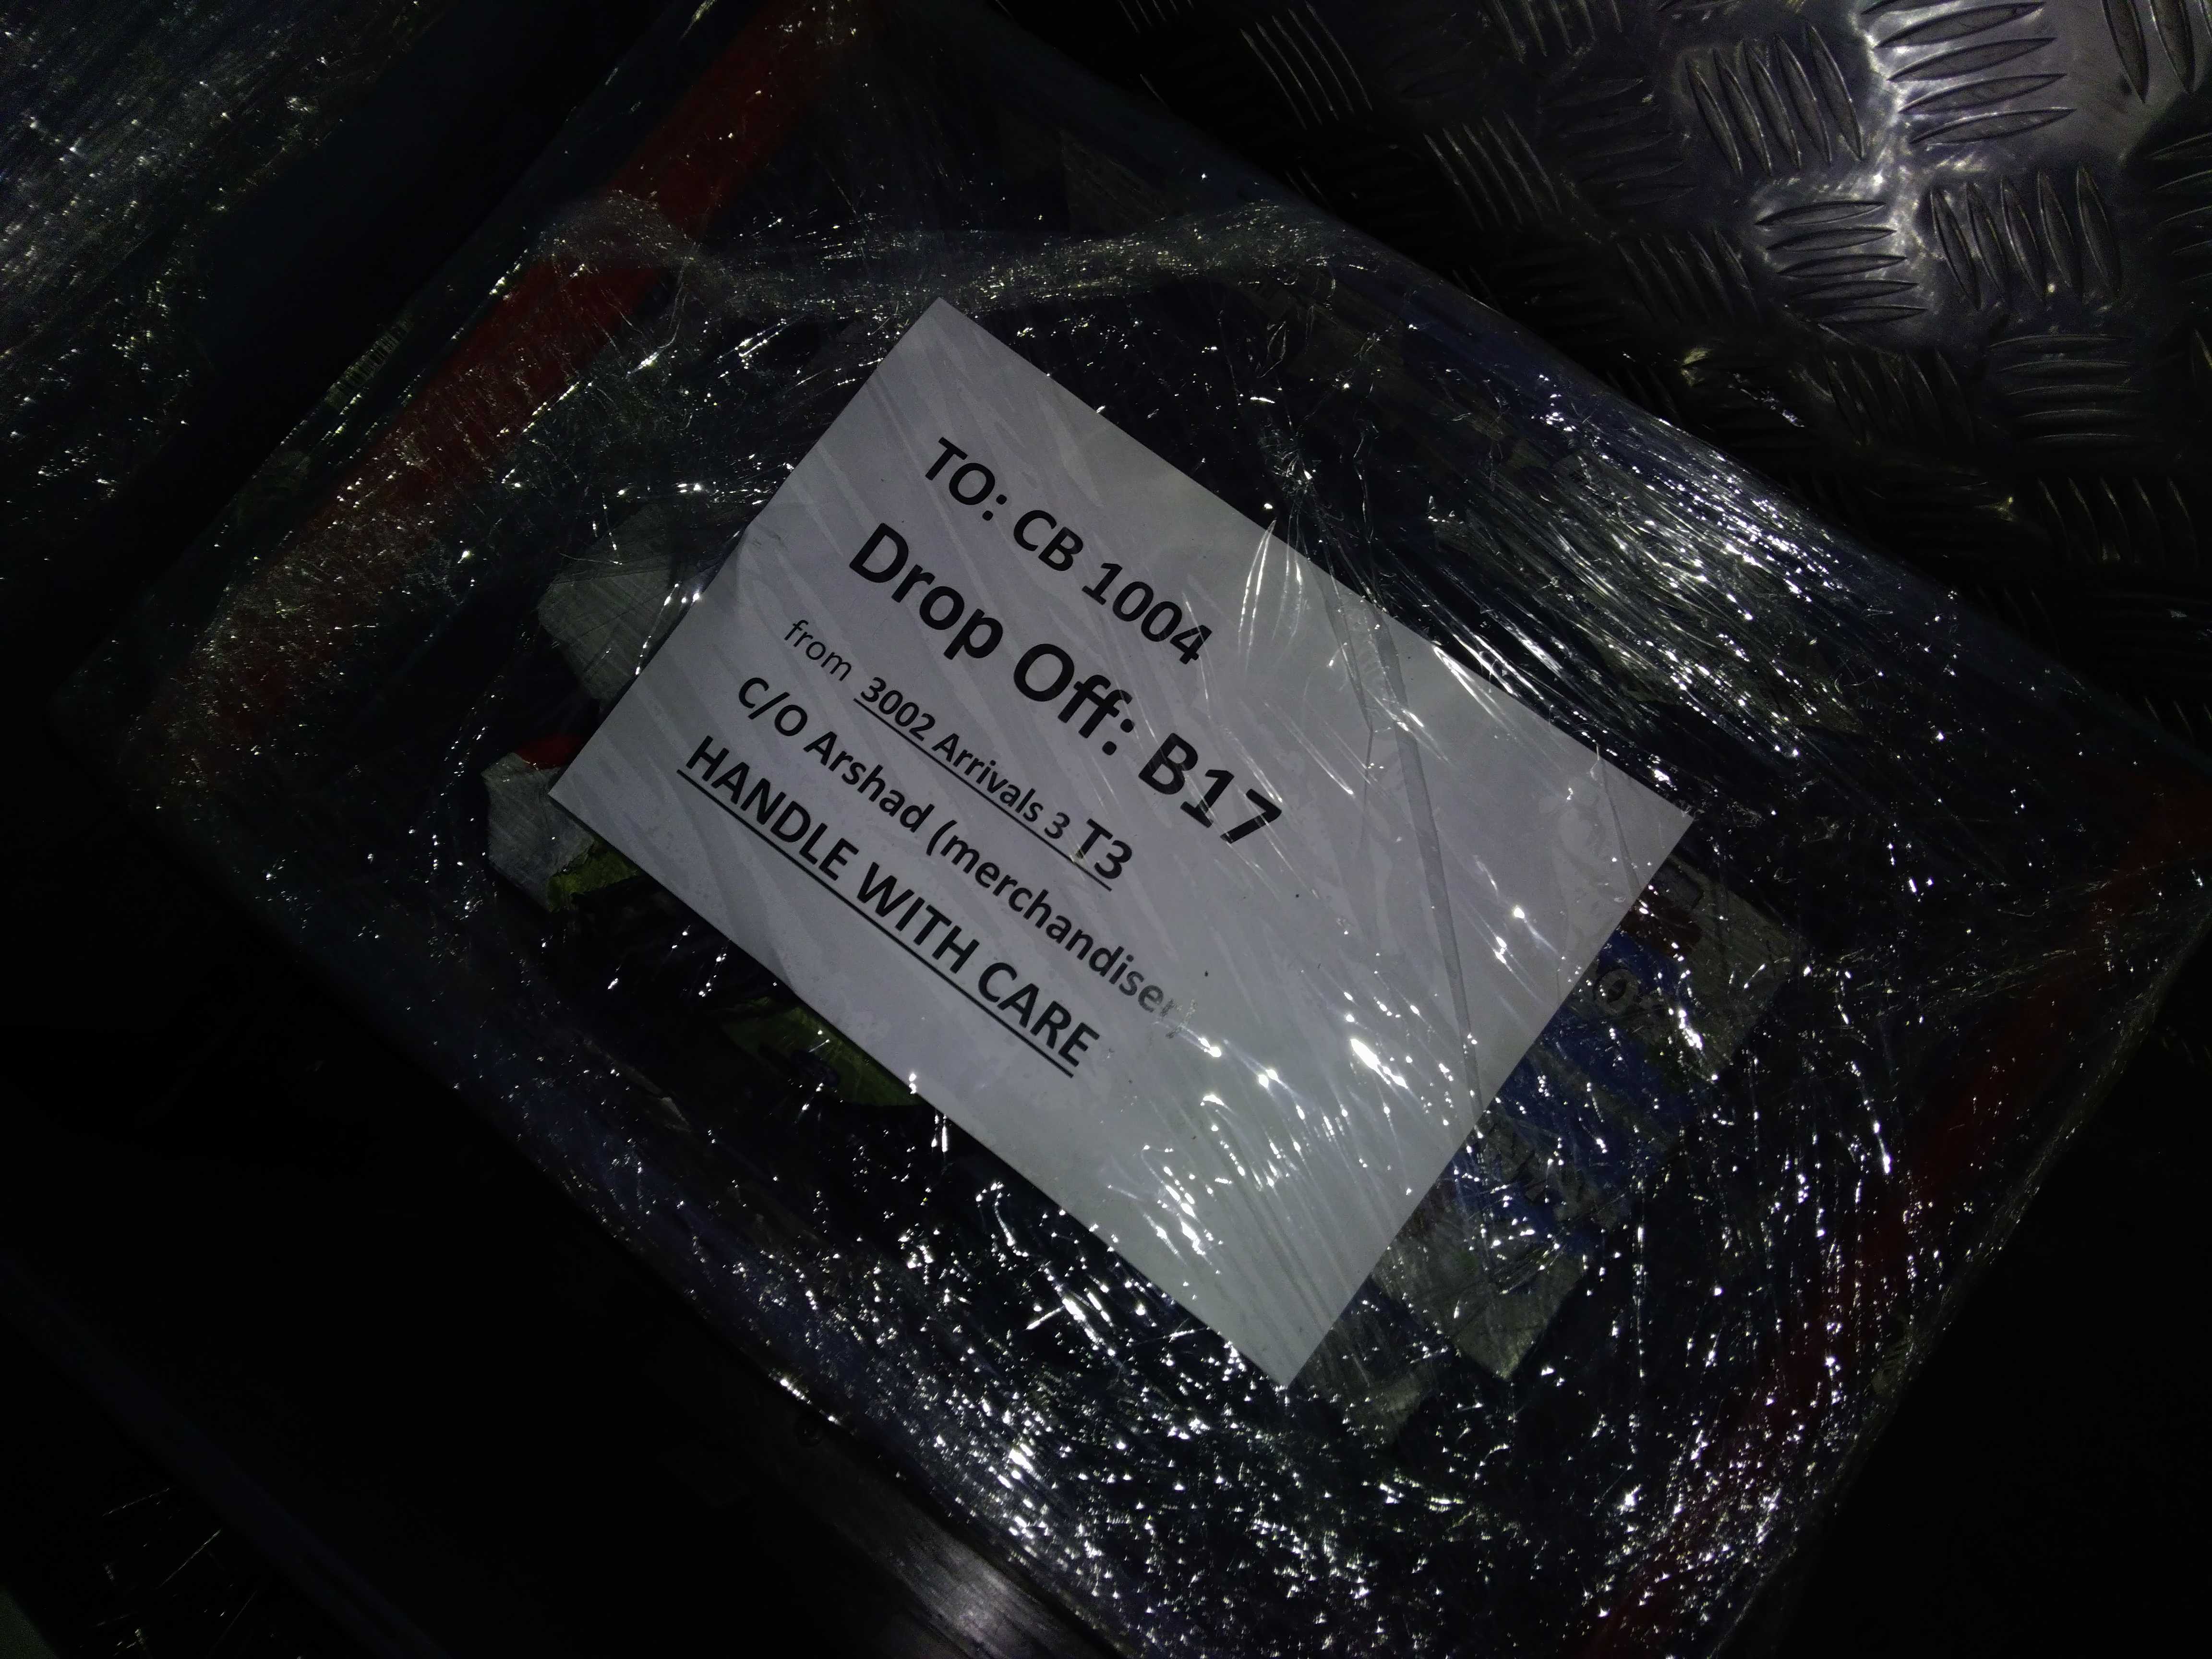 TO: CB 1004
Drop Off: B17
from 3002 Arrivals 3 T3
C/O Arshad (merchandiser)
HANDLE WITH CARE